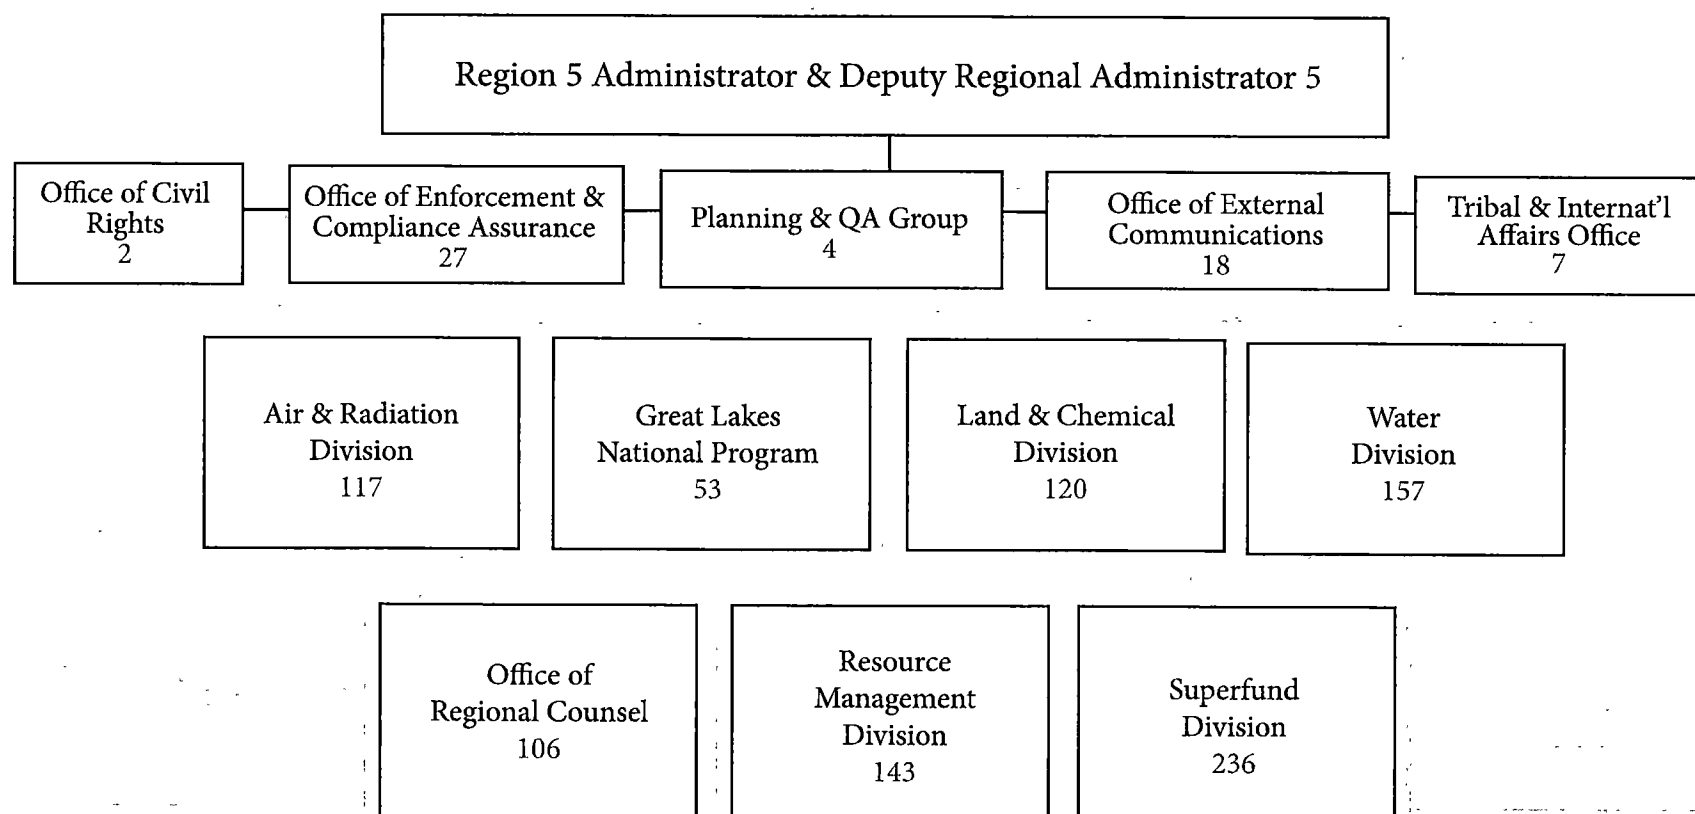 Region 5 Administrator & Deputy Regional Administrator 5
Office of Civil
Rights
2
Office of Enforcement &
Compliance Assurance
27
Planning & QA Group
4
Office of External
Communications
18
Tribal & Internat'l
Affairs Office
7
Air & Radiation
Division
117
Great Lakes
National Program
53
Land & Chemical
Division
120
Water
Division
157
Office of
Regional Counsel
106
Resource
Management
Division
143
Superfund
Division
236